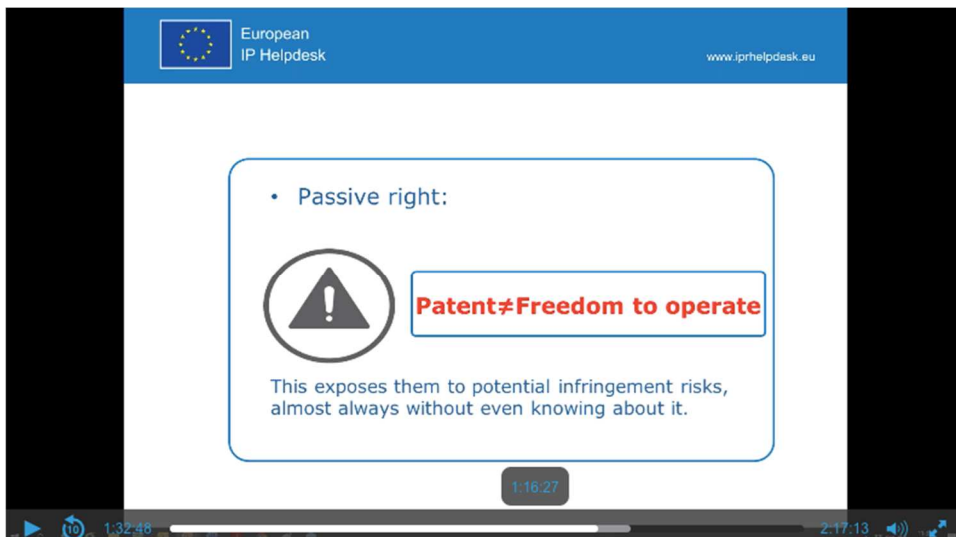 European
IP Helpdesk
www.iprhelpdesk.eu
• Passive right:
!
Patent≠Freedom to operate
This exposes them to potential infringement risks,
almost always without even knowing about it.
1:16:27
10
1:32:48
2:17:13